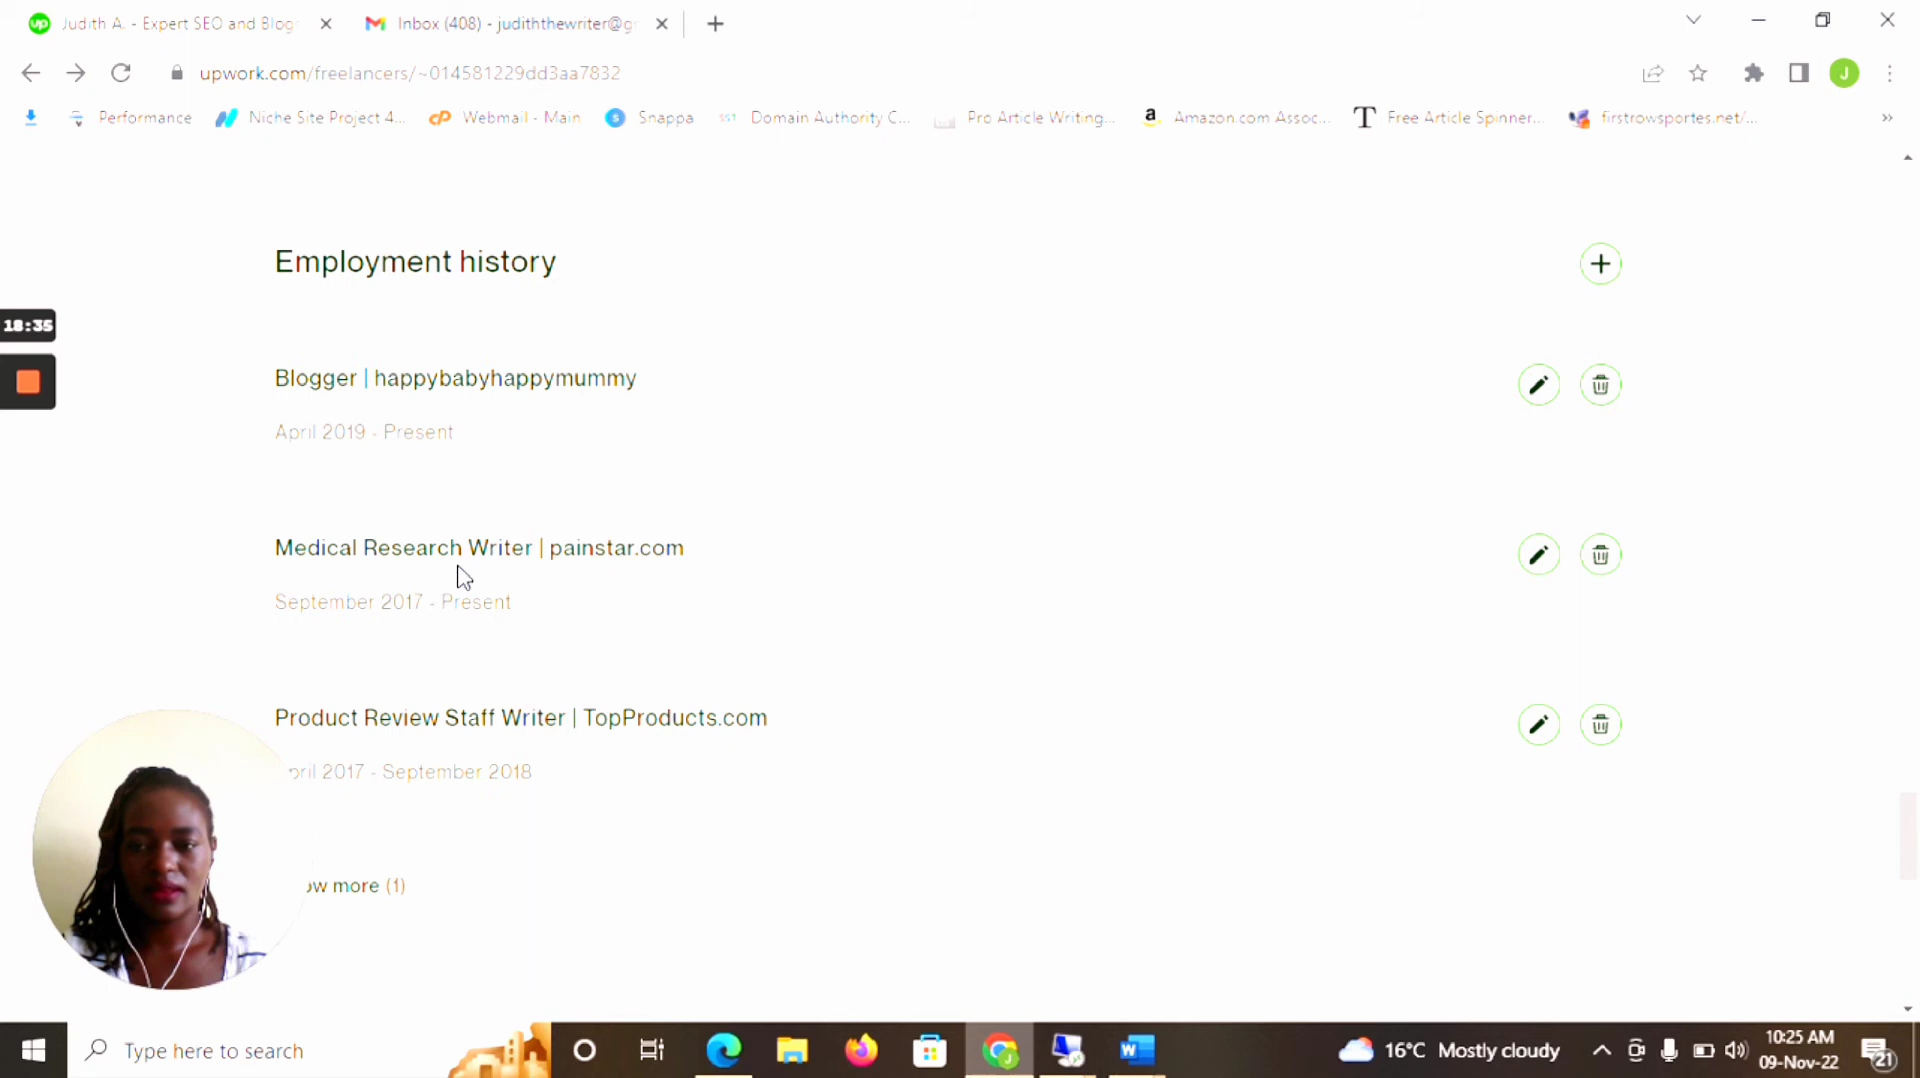 Judith A. - Expert SEO and Blog
Inbox (408) - judiththewriter@g
upwork.com/freelancers/~014581229dd3aa7832
Performance
Niche Site Project 4...
Webmail - Main
Snappa
Domain Authority C...
Pro Article Writing...
Amazon.com Assoc...
Free Article Spinner...
firstrowsportes.net/...
Employment history
18:35
Blogger | happybabyhappymummy
April 2019 - Present
Medical Research Writer | painstar.com
September 2017 - Present
Product Review Staff Writer | TopProducts.com
pril 2017 - September 2018
ow more (1)
Type here to search
16°C Mostly cloudy
10:25 AM
09-Nov-22
21